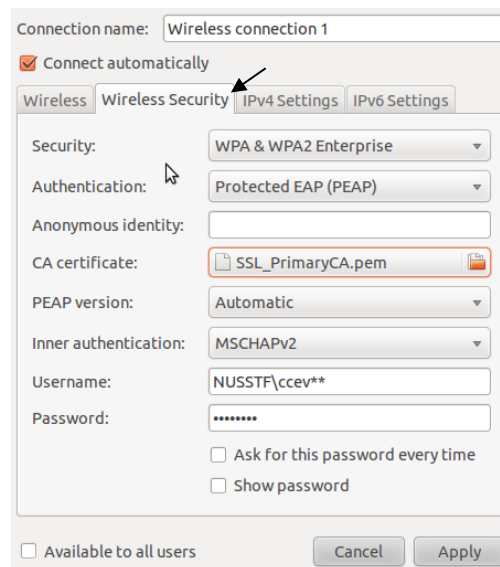 Connection name: Wireless connection 1
Connect automatically
Wireless Wireless Security IPv4 Settings IPv6 Settings
Security: WPA & WPA2 Enterprise
Authentication: Protected EAP (PEAP)
Anonymous identity:
CA certificate: SSL_PrimaryCA.pem
PEAP version: Automatic
Inner authentication: MSCHAPv2
Username: NUSSTF\ccev**
Password: ••••••••
Ask for this password every time
Show password
Available to all users Cancel Apply